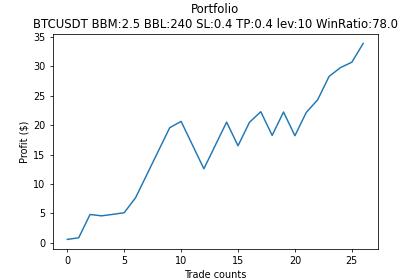 Portfolio
BTCUSDT BBM:2.5 BBL:240 SL:0.4 TP:0.4 lev:10 WinRatio:78.0
35
30
25
20
15
10
5
0
Profit ($)
0 5 10 15 20 25
Trade counts